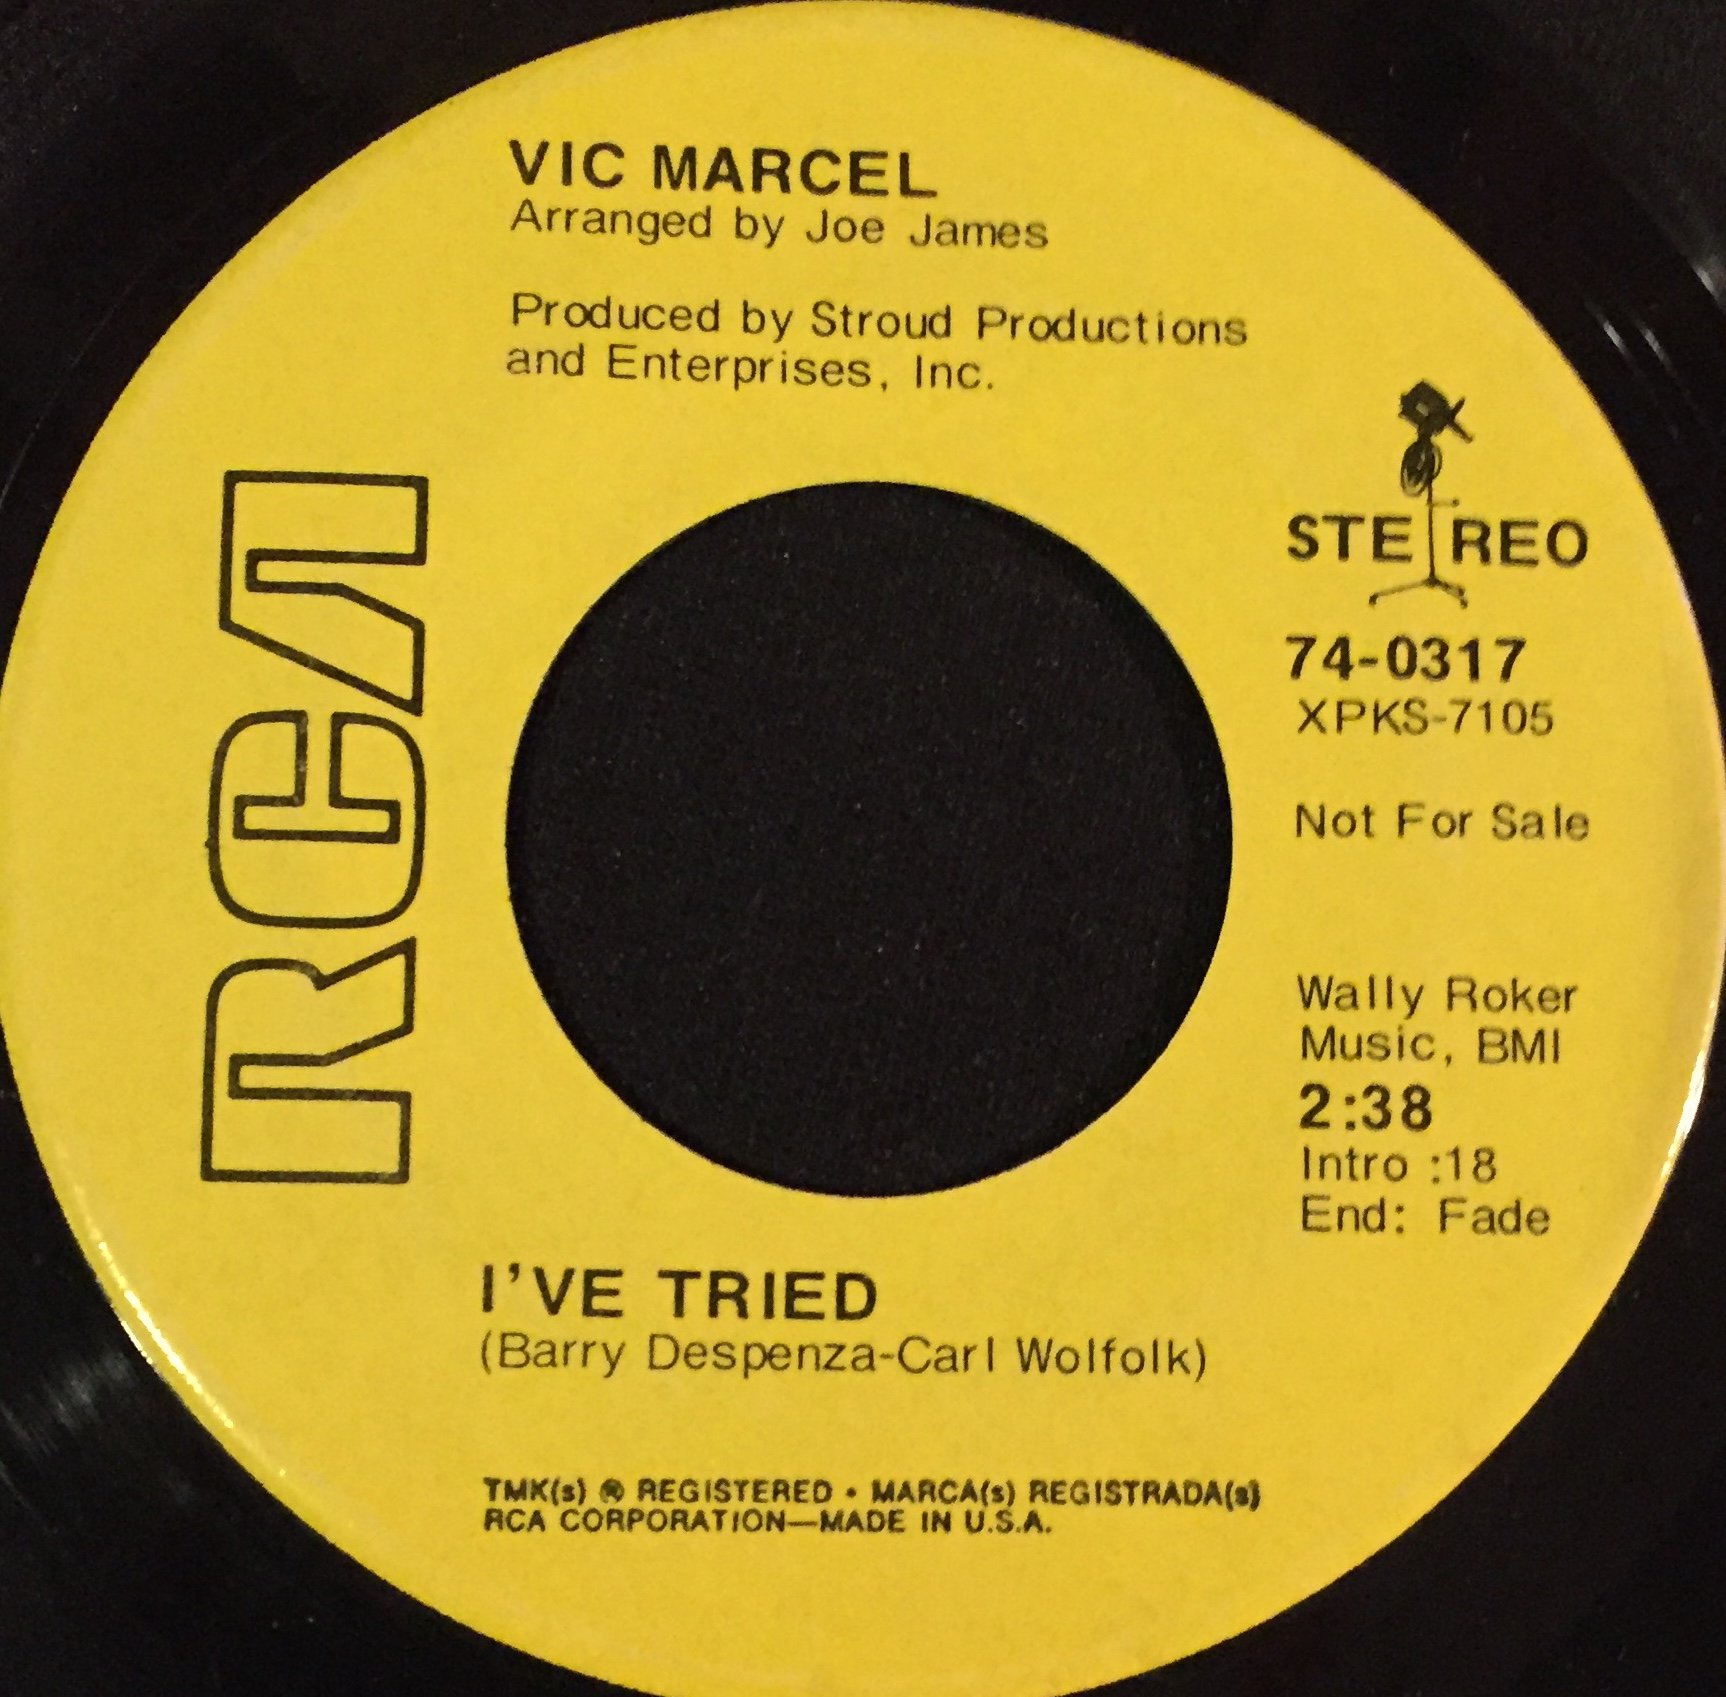 VIC MARCEL
Arranged by Joe James
Produced by Stroud Productions
and Enterprises, Inc.
RCA
STEREO
74-0317
XPKS-7105
Not For Sale
Wally Roker
Music, BMI
2:38
Intro :18
End: Fade
I'VE TRIED
(Barry Despenza-Carl Wolfolk)
TMK(s) ® REGISTERED • MARCA(s) REGISTRADA(s)
RCA CORPORATION—MADE IN U.S.A.